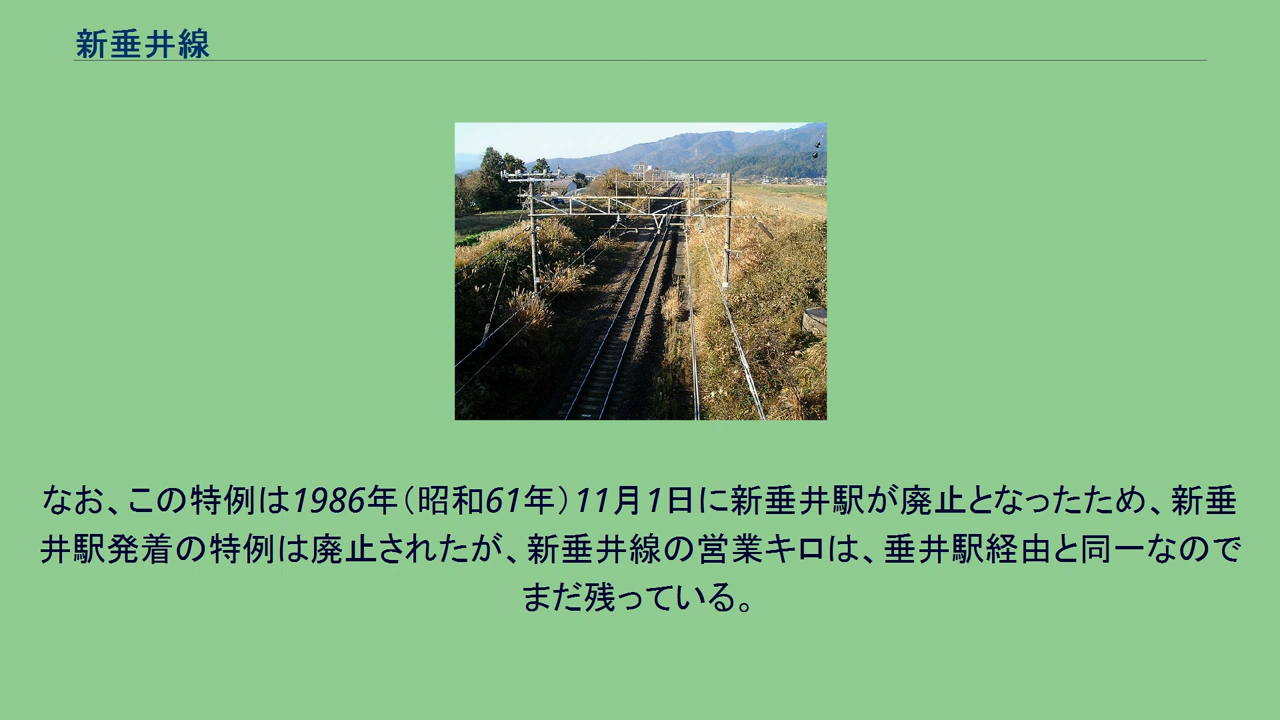 新垂井線
なお、この特例は1986年（昭和61年）11月1日に新垂井駅が廃止となったため、新垂
井駅発着の特例は廃止されたが、新垂井線の営業キロは、垂井駅経由と同一なので
まだ残っている。